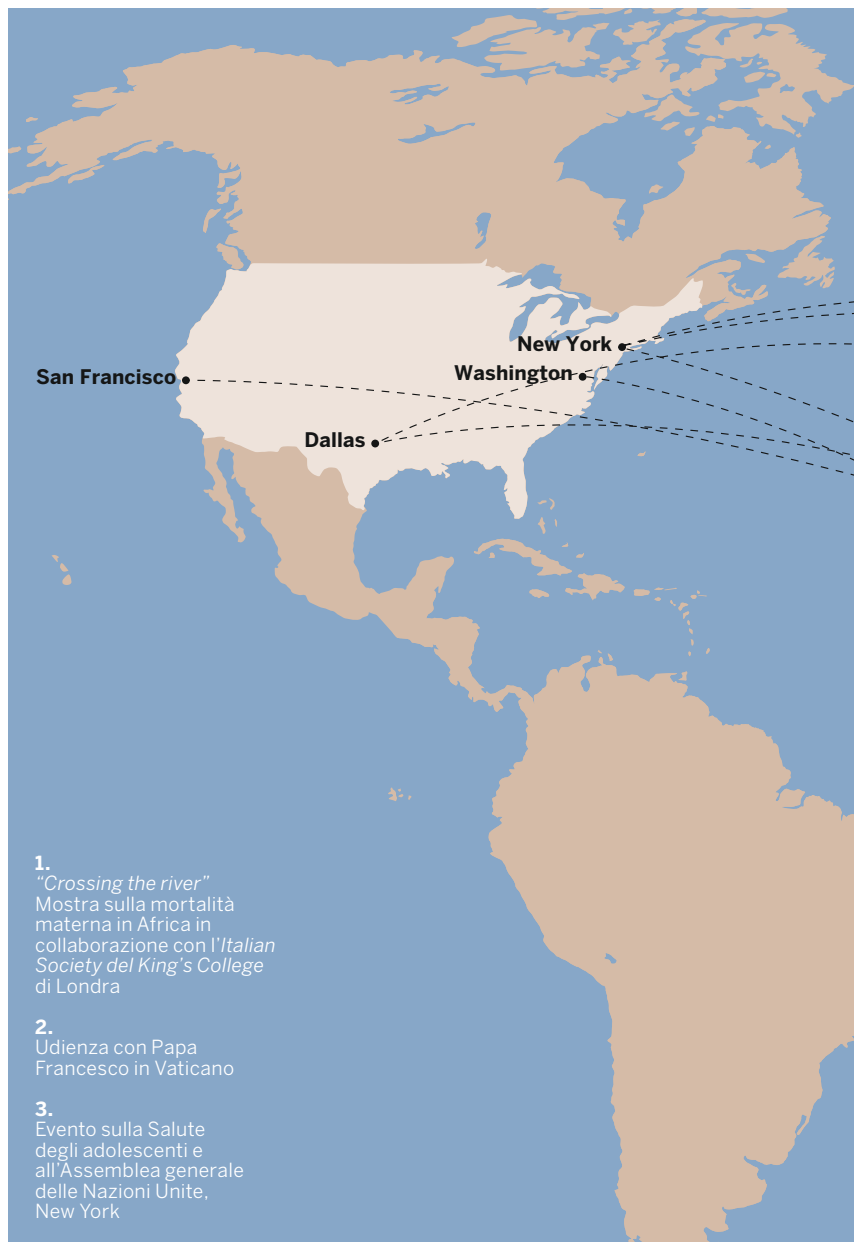 New York
Washington
San Francisco
Dallas
1.
“Crossing the river”
Mostra sulla mortalità
materna in Africa in
collaborazione con l’Italian
Society del King’s College
di Londra
2.
Udienza con Papa
Francesco in Vaticano
3.
Evento sulla Salute
degli adolescenti e
all’Assemblea generale
delle Nazioni Unite,
New York